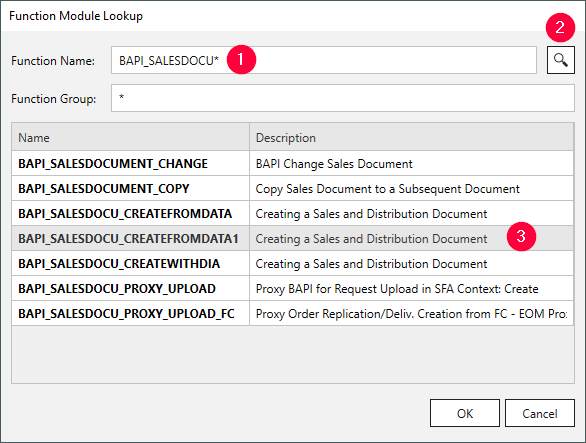 Function Module Lookup
2
Function Name: BAPI_SALESDOCU* 1
Function Group: *
Name Description
BAPI_SALESDOCUMENT_CHANGE BAPI Change Sales Document
BAPI_SALESDOCUMENT_COPY Copy Sales Document to a Subsequent Document
BAPI_SALESDOCU_CREATEFROMDATA Creating a Sales and Distribution Document
BAPI_SALESDOCU_CREATEFROMDATA1 Creating a Sales and Distribution Document 3
BAPI_SALESDOCU_CREATEWITHDIA Creating a Sales and Distribution Document
BAPI_SALESDOCU_PROXY_UPLOAD Proxy BAPI for Request Upload in SFA Context: Create
BAPI_SALESDOCU_PROXY_UPLOAD_FC Proxy Order Replication/Deliv. Creation from FC - EOM Prox
OK Cancel